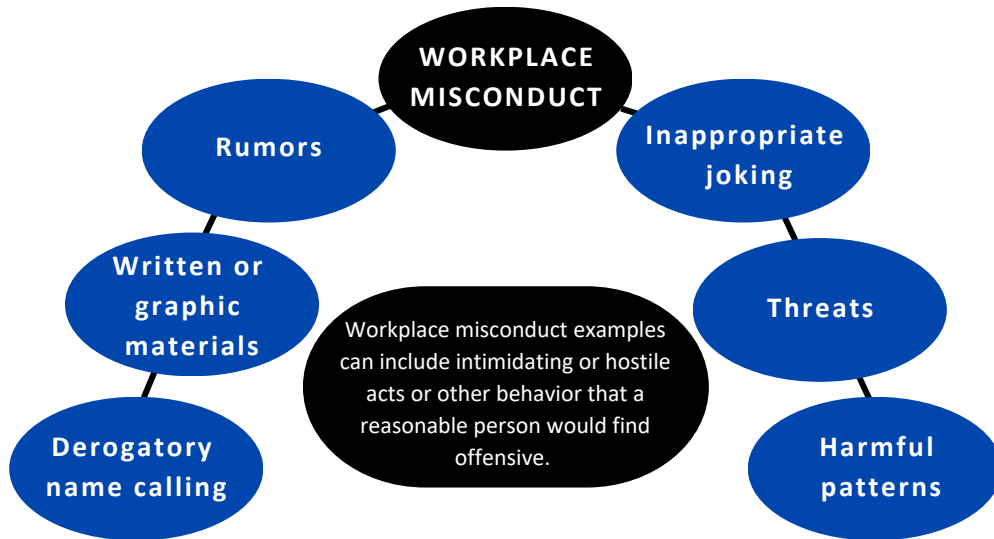 WORKPLACE
MISCONDUCT
Rumors
Inappropriate
joking
Written or
graphic
materials
Threats
Workplace misconduct examples
can include intimidating or hostile
acts or other behavior that a
reasonable person would find
offensive.
Derogatory
name calling
Harmful
patterns